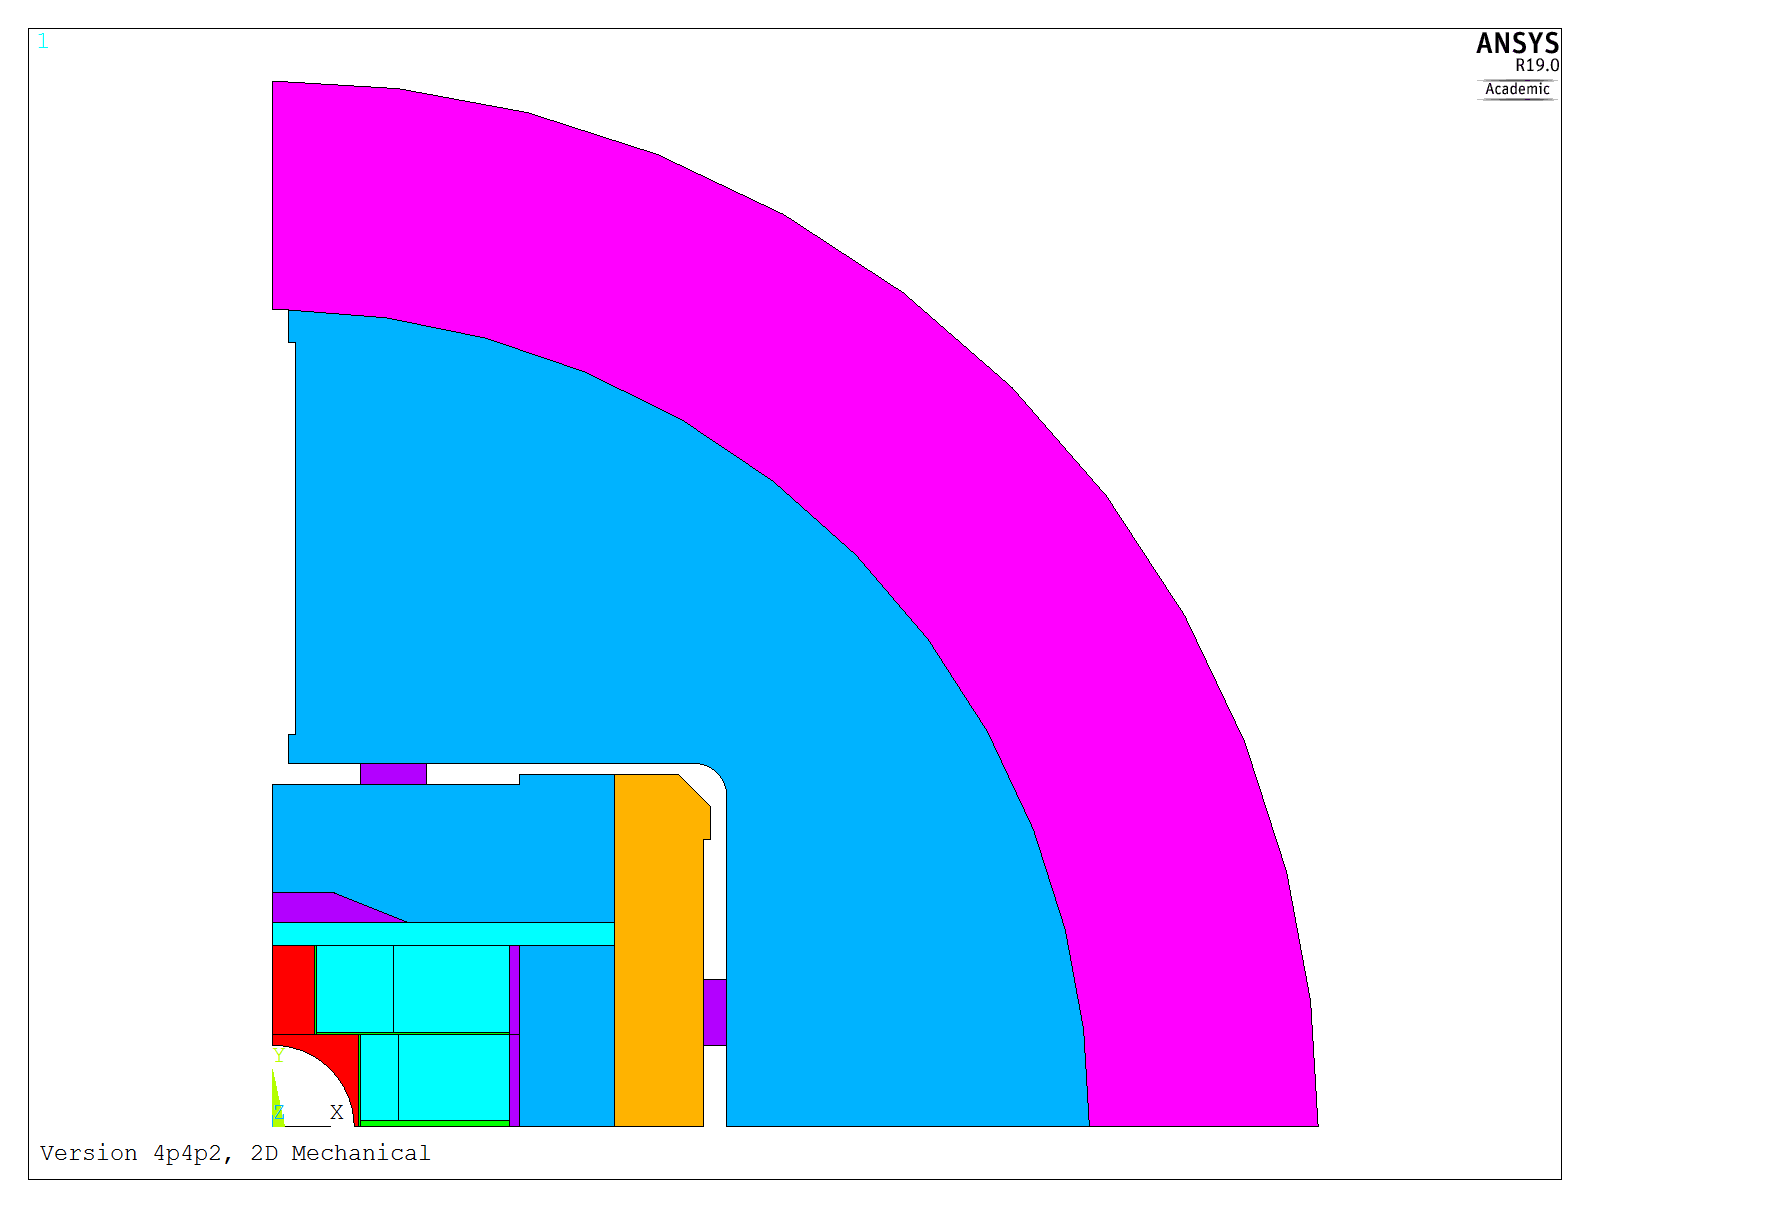 1
ANSYS
R19.0
Academic
Y
Z X
Version 4p4p2, 2D Mechanical